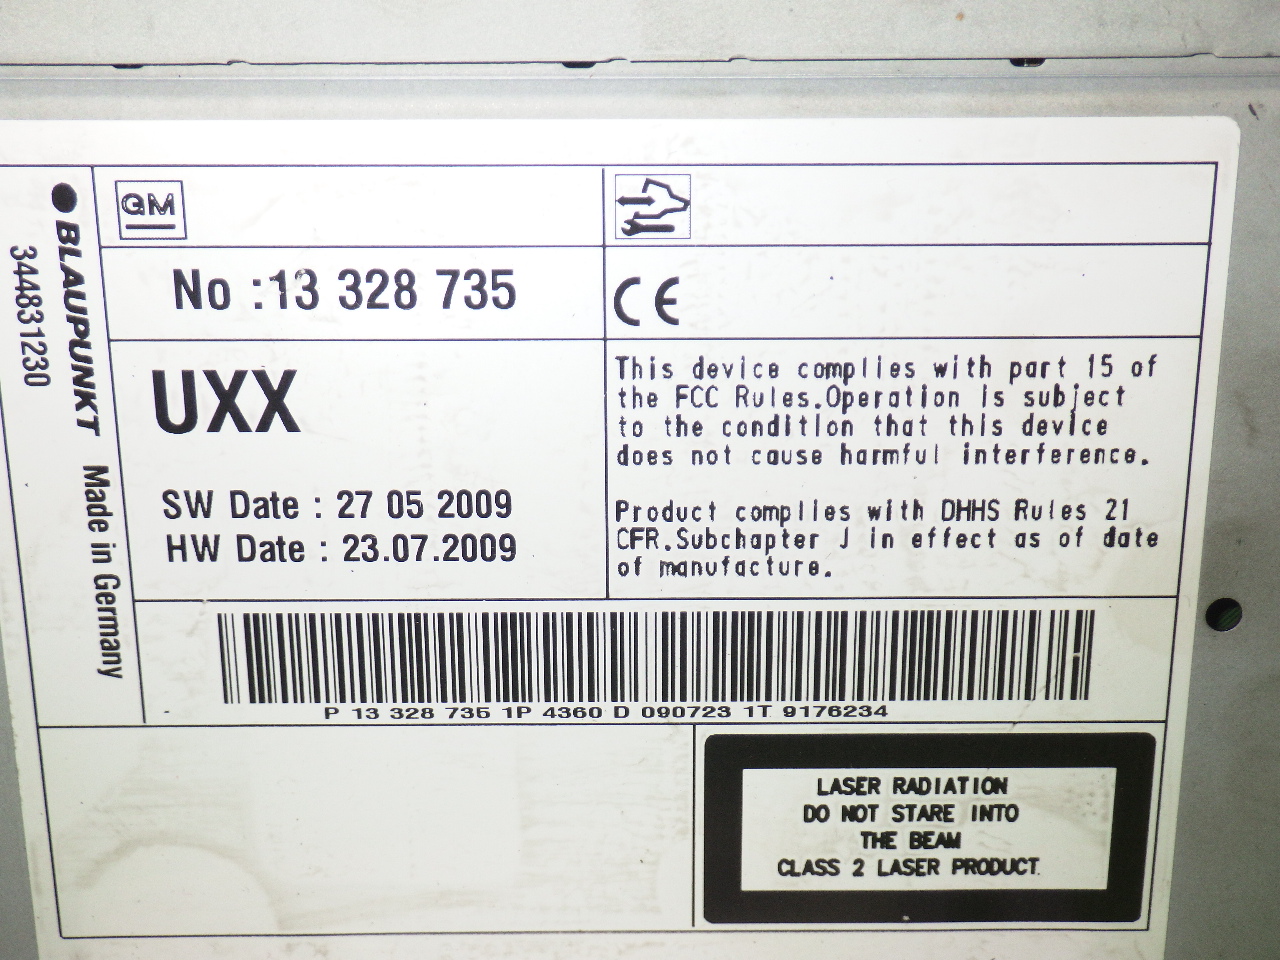 GM
No :13 328 735
CE
UXX
SW Date : 27 05 2009
HW Date : 23.07.2009
This device complies with part 15 of
the FCC Rules.Operation is subject
to the condition that this device
does not cause harmful interference.
Product complies with DHHS Rules 21
CFR.Subchapter J in effect as of date
of manufacture.
BLAUPUNKT Made in Germany
344831230
P 13 328 735 1P 4360 D 090723 1T 9176234
LASER RADIATION
DO NOT STARE INTO
THE BEAM
CLASS 2 LASER PRODUCT.